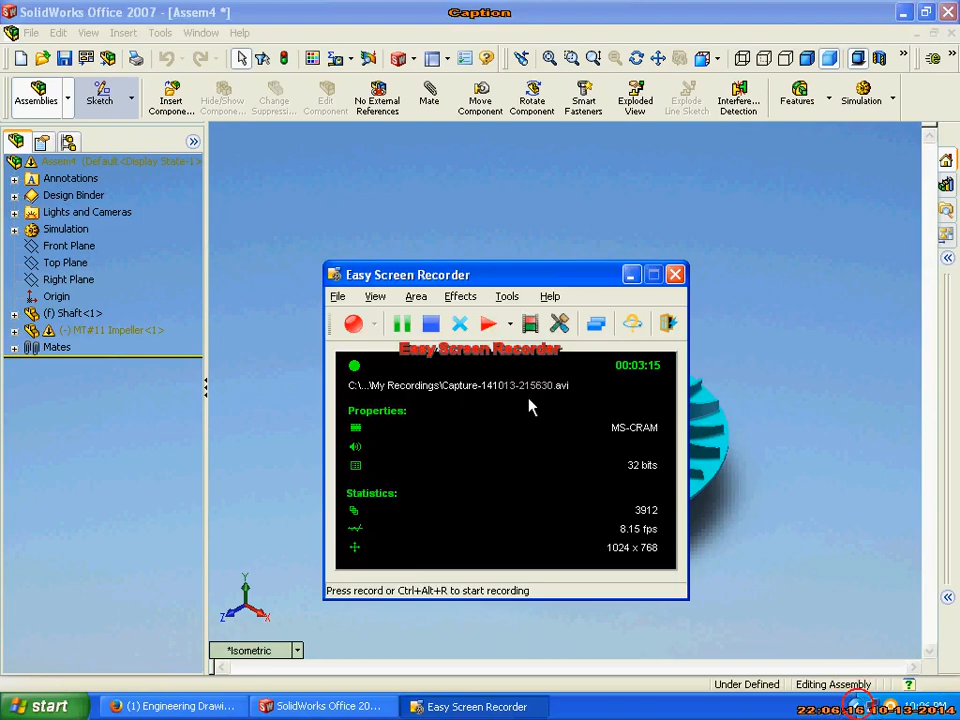 SolidWorks Office 2007 - [Assem4 *]
Caption
File Edit View Insert Tools Window Help
Assemblies
Sketch
Insert Compone...
Hide/Show Compone...
Change Suppressi...
Edit Component
No External References
Mate
Move Component
Rotate Component
Smart Fasteners
Exploded View
Explode Line Sketch
Interfere... Detection
Features
Simulation
Assem4 (Default<Display State-1>
Annotations
Design Binder
Lights and Cameras
Simulation
Front Plane
Top Plane
Right Plane
Origin
(f) Shaft<1>
(-) MT#11 Impeller<1>
Mates
Easy Screen Recorder
File View Area Effects Tools Help
Easy Screen Recorder
00:03:15
C:\...\My Recordings\Capture-141013-215630.avi
Properties:
MS-CRAM
32 bits
Statistics:
3912
8.15 fps
1024 x 768
Press record or Ctrl+Alt+R to start recording
Y
Z
X
*Isometric
Under Defined Editing Assembly
start
(1) Engineering Drawi...
SolidWorks Office 20...
Easy Screen Recorder
22:06:16 10-13-2014